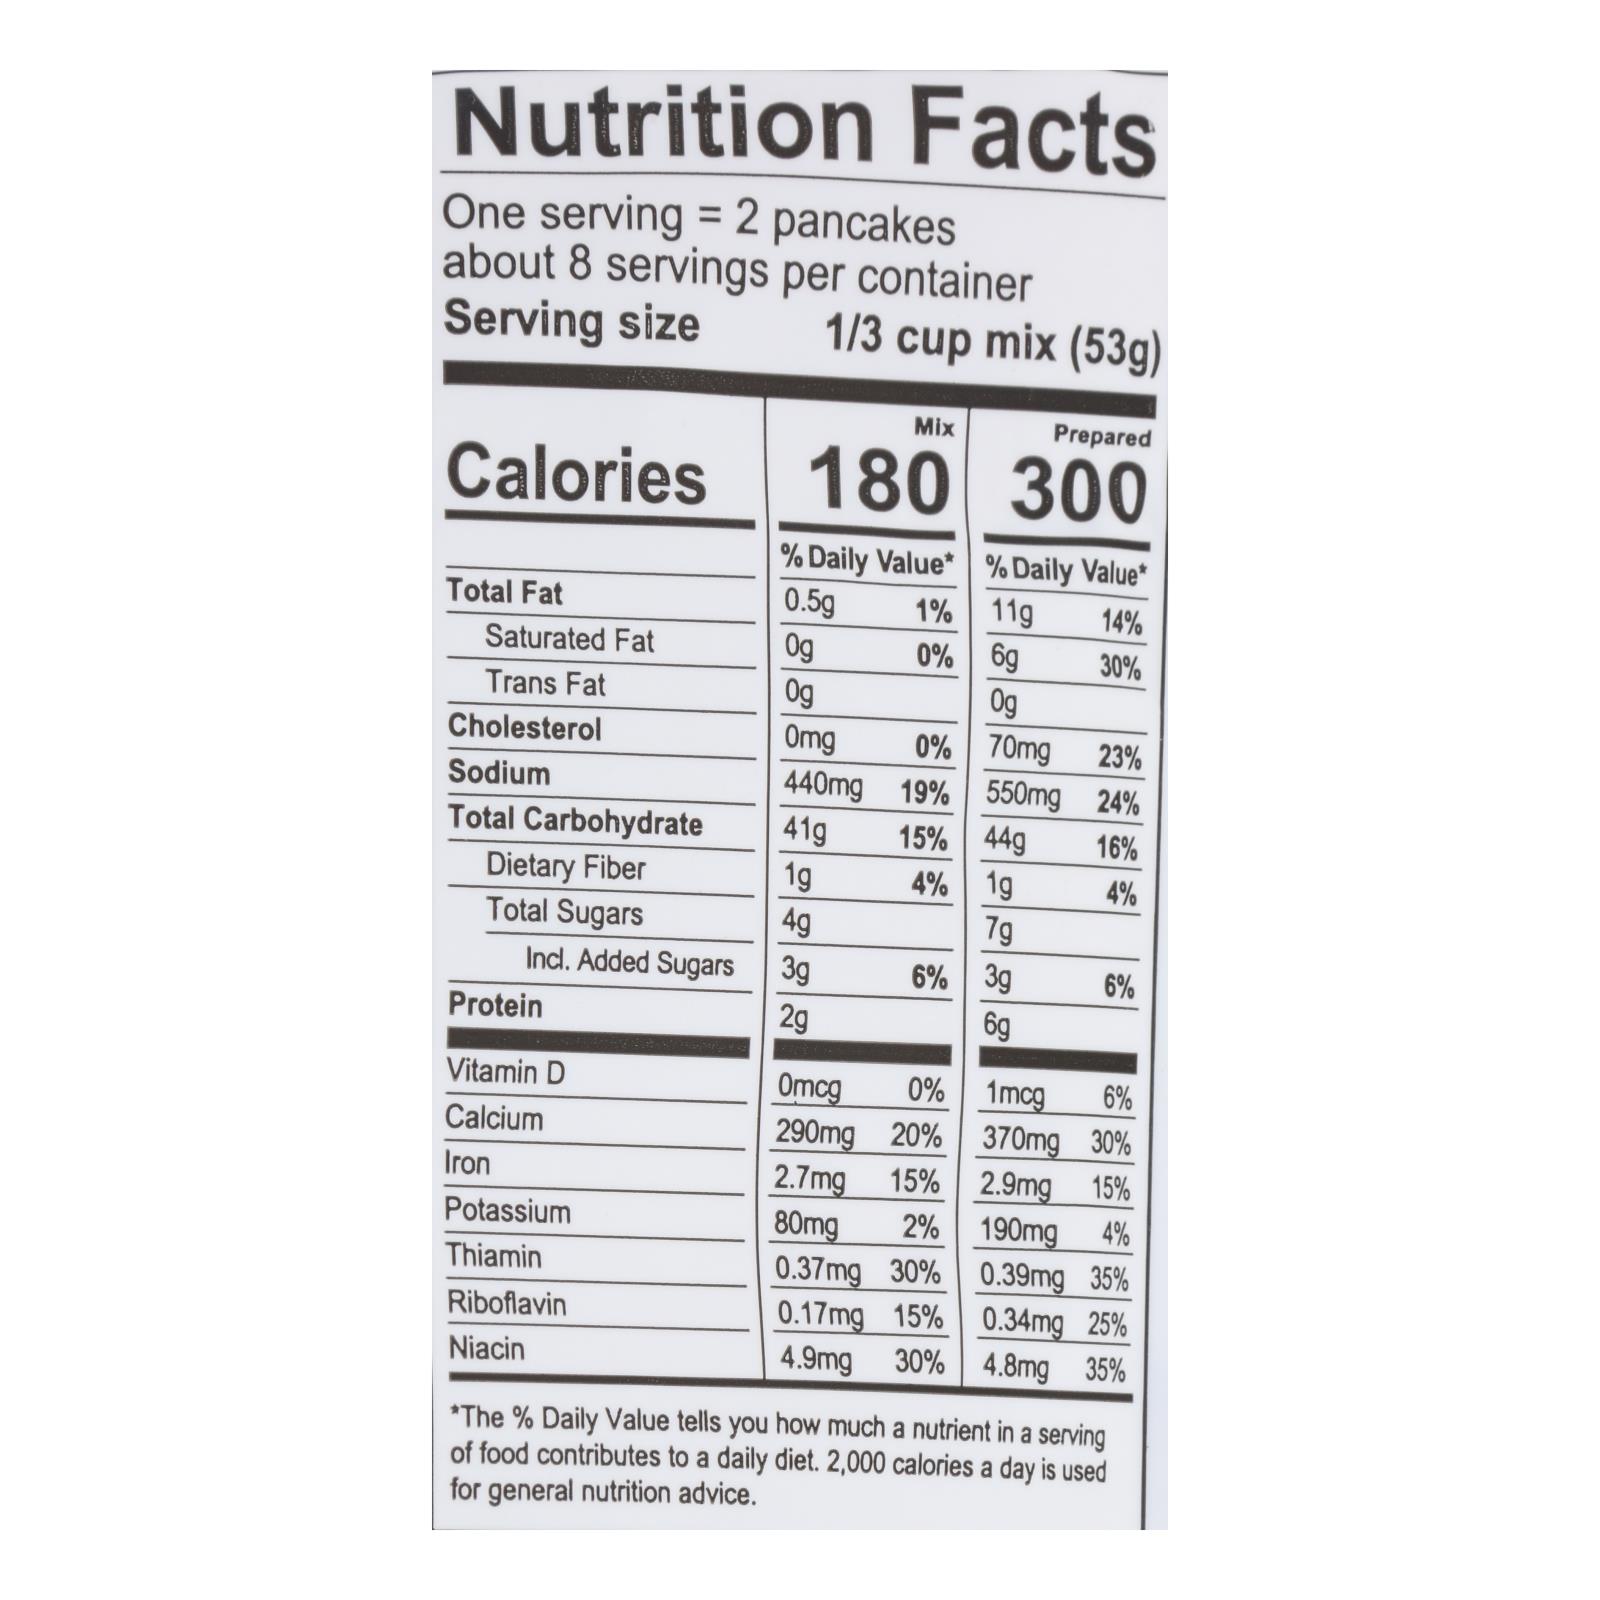 Nutrition Facts
One serving = 2 pancakes
about 8 servings per container
Serving size 1/3 cup mix (53g)
Mix Prepared
Calories 180 300
% Daily Value* % Daily Value*
Total Fat 0.5g 1% 11g 14%
Saturated Fat 0g 0% 6g 30%
Trans Fat 0g 0g
Cholesterol 0mg 0% 70mg 23%
Sodium 440mg 19% 550mg 24%
Total Carbohydrate 41g 15% 44g 16%
Dietary Fiber 1g 4% 1g 4%
Total Sugars 4g 7g
Incl. Added Sugars 3g 6% 3g 6%
Protein 2g 6g
Vitamin D 0mcg 0% 1mcg 6%
Calcium 290mg 20% 370mg 30%
Iron 2.7mg 15% 2.9mg 15%
Potassium 80mg 2% 190mg 4%
Thiamin 0.37mg 30% 0.39mg 35%
Riboflavin 0.17mg 15% 0.34mg 25%
Niacin 4.9mg 30% 4.8mg 35%
*The % Daily Value tells you how much a nutrient in a serving
of food contributes to a daily diet. 2,000 calories a day is used
for general nutrition advice.